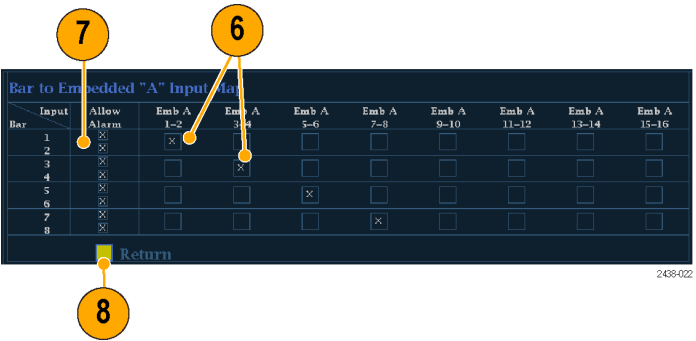 7
6
Bar to Embedded "A" Input Map
Input Allow Emb A Emb A Emb A Emb A Emb A Emb A Emb A Emb A
Bar Alarm 1–2 3–4 5–6 7–8 9–10 11–12 13–14 15–16
1 X X
2 X
3 X X
4 X
5 X X
6 X
7 X X
8 X
Return
2438-022
8